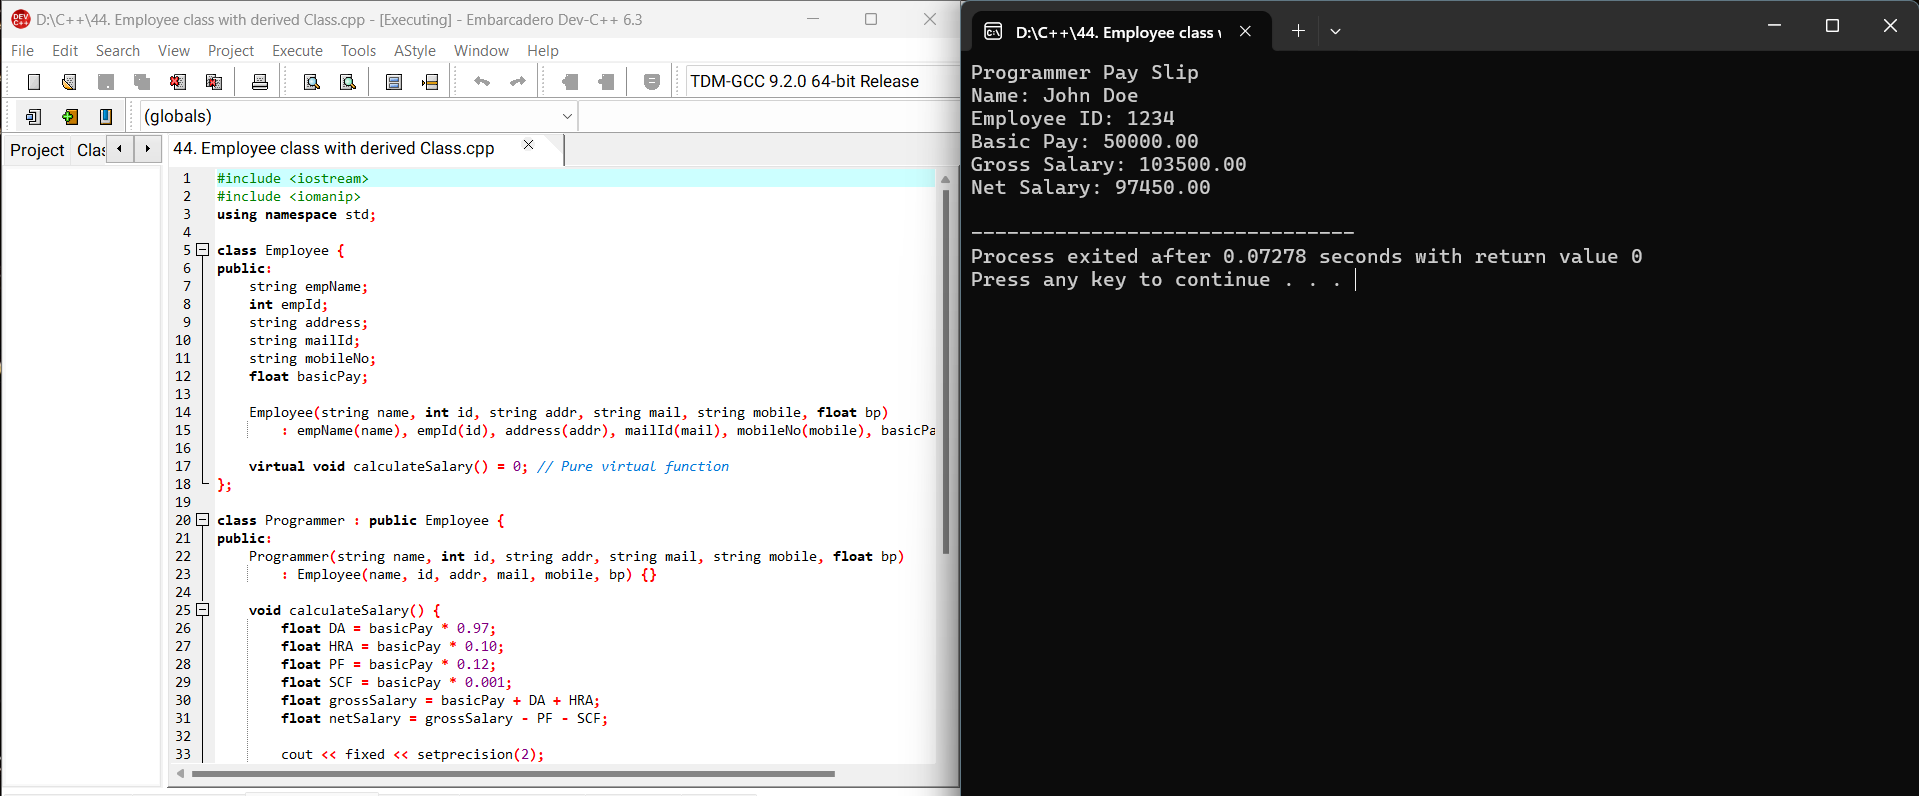 D:\C++\44. Employee class with derived Class.cpp - [Executing] - Embarcadero Dev-C++ 6.3
File Edit Search View Project Execute Tools AStyle Window Help
TDM-GCC 9.2.0 64-bit Release
(globals)
Project Clas
44. Employee class with derived Class.cpp
1 #include <iostream>
2 #include <iomanip>
3 using namespace std;
4
5 class Employee {
6 public:
7 string empName;
8 int empId;
9 string address;
10 string mailId;
11 string mobileNo;
12 float basicPay;
13
14 Employee(string name, int id, string addr, string mail, string mobile, float bp)
15 : empName(name), empId(id), address(addr), mailId(mail), mobileNo(mobile), basicPa
16
17 virtual void calculateSalary() = 0; // Pure virtual function
18 };
19
20 class Programmer : public Employee {
21 public:
22 Programmer(string name, int id, string addr, string mail, string mobile, float bp)
23 : Employee(name, id, addr, mail, mobile, bp) {}
24
25 void calculateSalary() {
26 float DA = basicPay * 0.97;
27 float HRA = basicPay * 0.10;
28 float PF = basicPay * 0.12;
29 float SCF = basicPay * 0.001;
30 float grossSalary = basicPay + DA + HRA;
31 float netSalary = grossSalary - PF - SCF;
32
33 cout << fixed << setprecision(2);
D:\C++\44. Employee class
Programmer Pay Slip
Name: John Doe
Employee ID: 1234
Basic Pay: 50000.00
Gross Salary: 103500.00
Net Salary: 97450.00
--------------------------------
Process exited after 0.07278 seconds with return value 0
Press any key to continue . . .